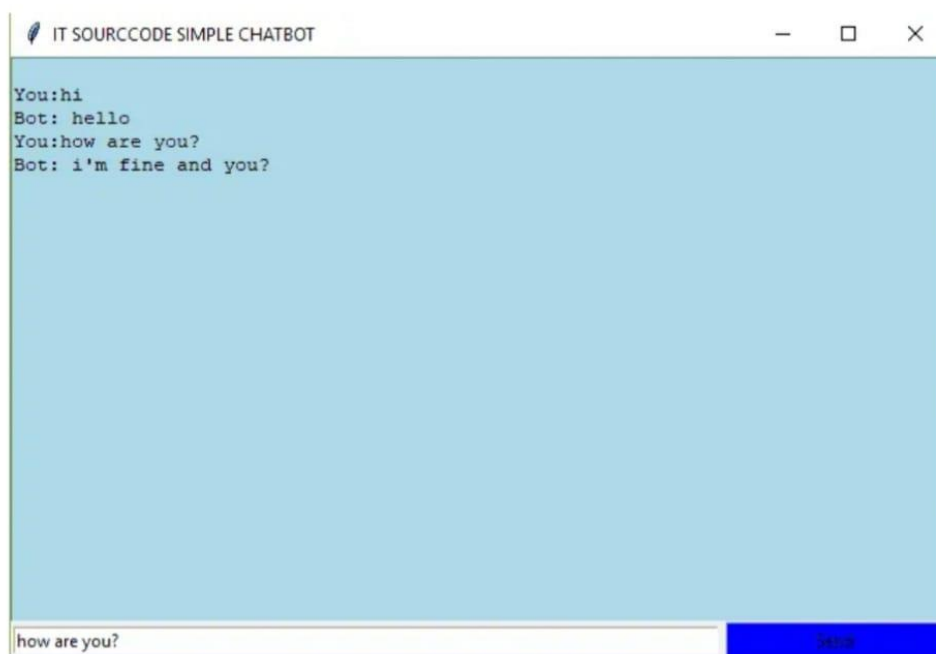 IT SOURCCODE SIMPLE CHATBOT
You:hi
Bot: hello
You:how are you?
Bot: i'm fine and you?
how are you?
Send